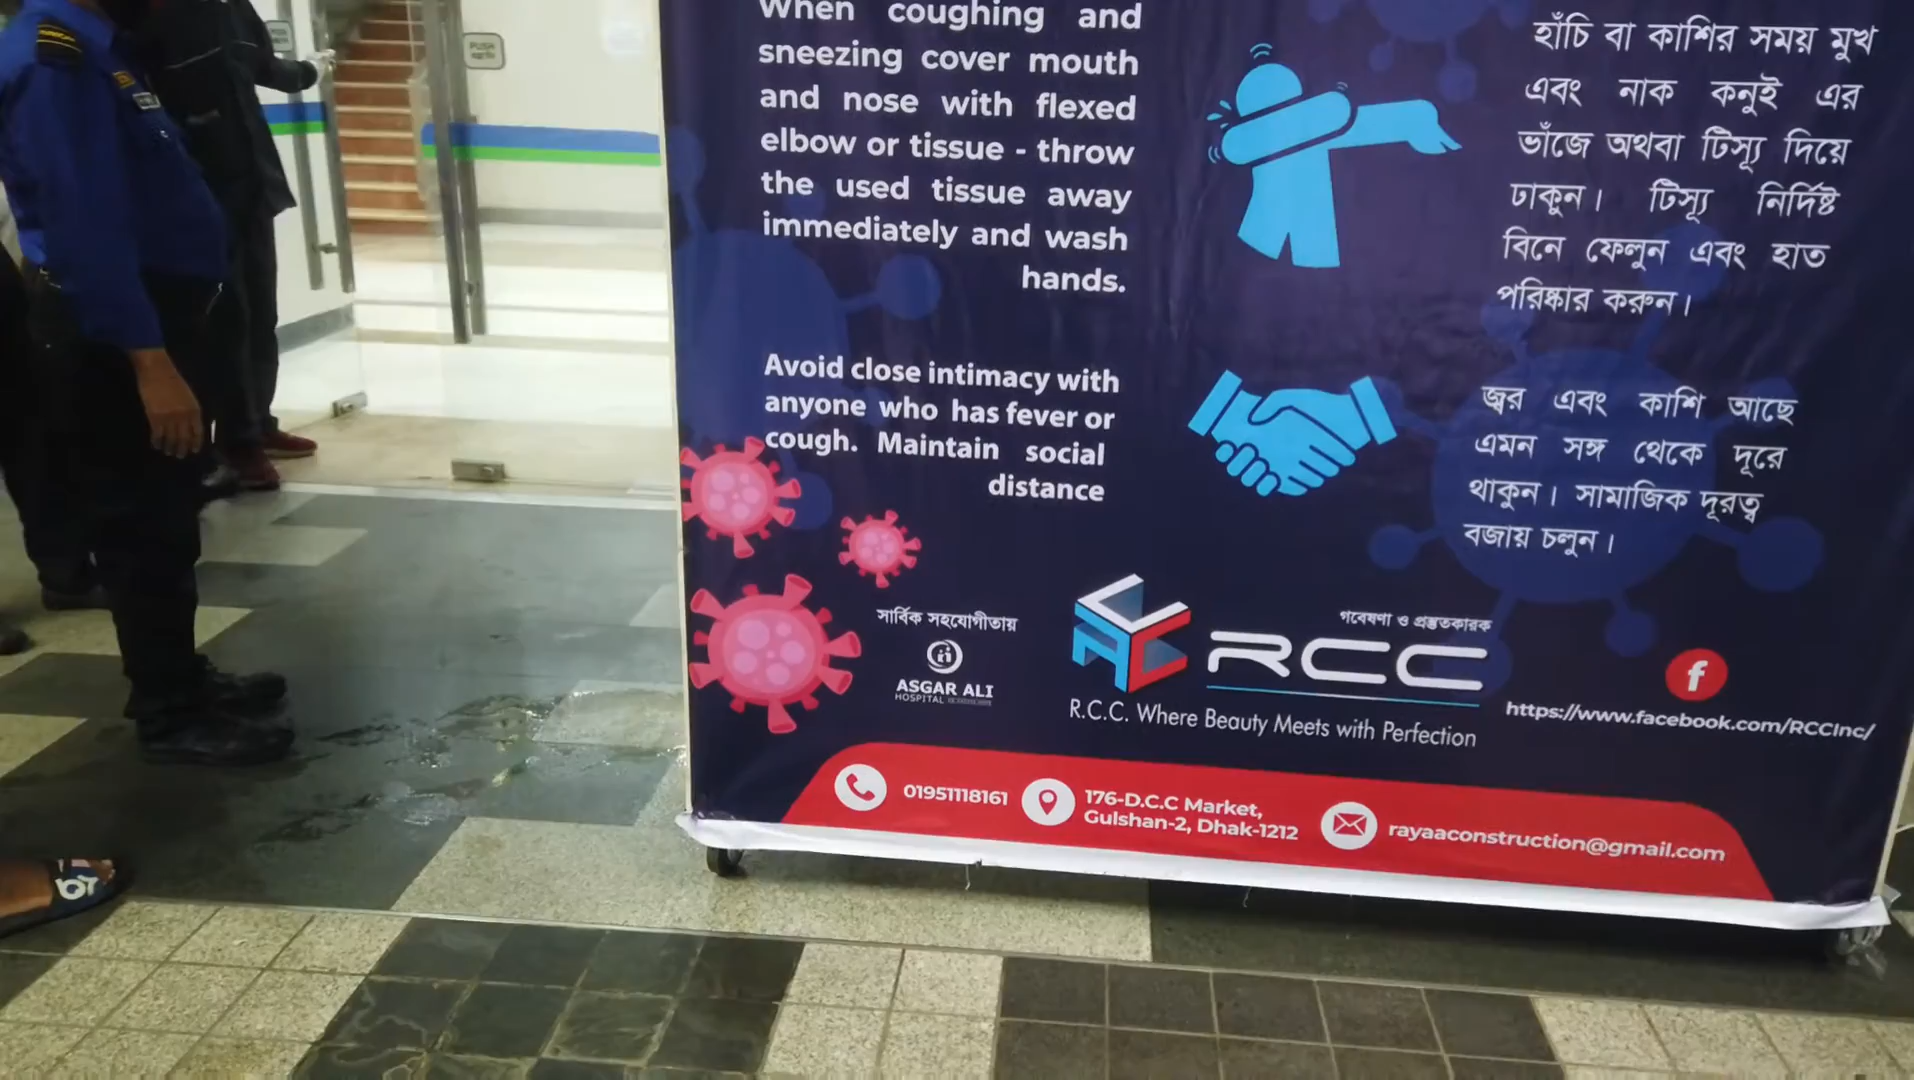 PUSH
When coughing and
sneezing cover mouth
and nose with flexed
elbow or tissue - throw
the used tissue away
immediately and wash
hands.
হাঁচি বা কাশির সময় মুখ
এবং নাক কনুই এর
ভাঁজে অথবা টিস্যূ দিয়ে
ঢাকুন। টিস্যূ নির্দিষ্ট
বিনে ফেলুন এবং হাত
পরিষ্কার করুন।
Avoid close intimacy with
anyone who has fever or
cough. Maintain social
distance
জ্বর এবং কাশি আছে
এমন সঙ্গ থেকে দূরে
থাকুন। সামাজিক দূরত্ব
বজায় চলুন।
সার্বিক সহযোগীতায়
ASGAR ALI
HOSPITAL
গবেষণা ও প্রস্তুতকারক
RCC
R.C.C. Where Beauty Meets with Perfection
f
https://www.facebook.com/RCCInc/
01951118161
176-D.C.C Market,
Gulshan-2, Dhak-1212
rayaaconstruction@gmail.com